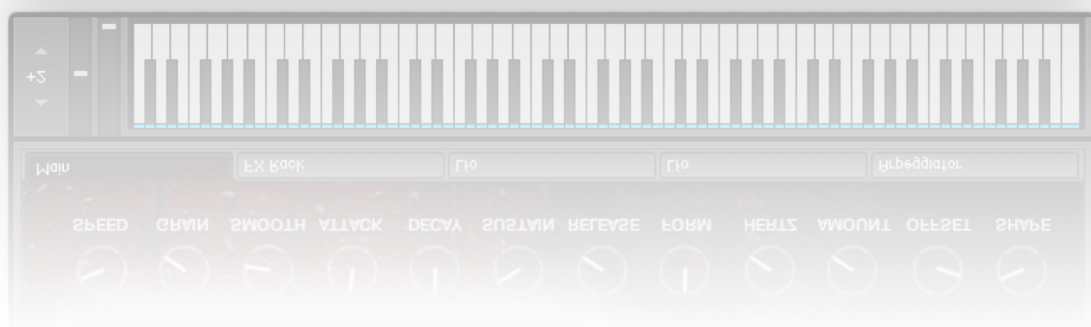 +2
Main FX Rack Lfo Lfo Arpeggiator
SPEED GRAIN SMOOTH ATTACK DECAY SUSTAIN RELEASE FORM HERTZ AMOUNT OFFSET SHAPE